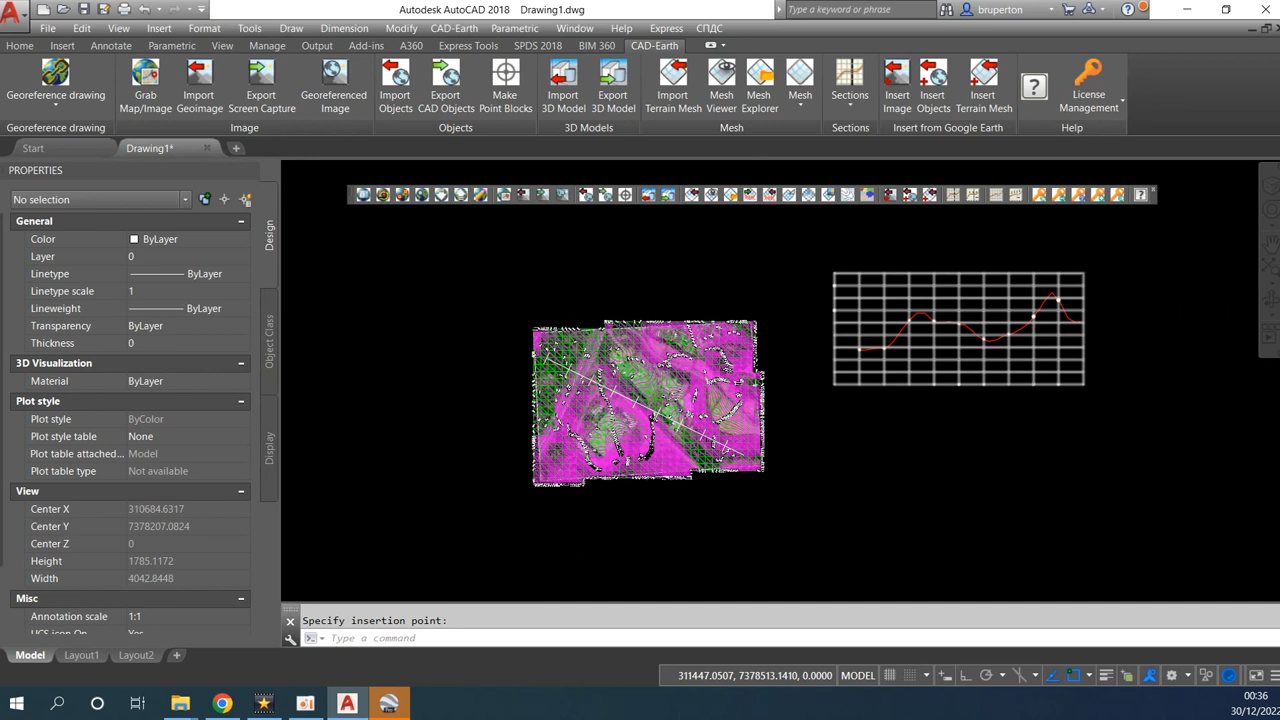 Autodesk AutoCAD 2018 Drawing1.dwg
Type a keyword or phrase
bruperton
File Edit View Insert Format Tools Draw Dimension Modify CAD-Earth Parametric Window Express СПДС
Home Insert Annotate Parametric View Manage Output Add-ins A360 Express Tools SPDS 2018 BIM 360 CAD-Earth
Georeference drawing
Grab Map/Image
Import Geoimage
Export Screen Capture
Georeferenced Image
Import Objects
Export CAD Objects
Make Point Blocks
Import 3D Model
Export 3D Model
Import Terrain Mesh
Mesh Viewer
Mesh Explorer
Mesh
Sections
Insert Image
Insert Objects
Insert Terrain Mesh
?
License Management
Georeference drawing Image Objects 3D Models Mesh Sections Insert from Google Earth Help
Start Drawing1*
PROPERTIES
No selection
General
Color ByLayer
Layer 0
Linetype ByLayer
Linetype scale 1
Lineweight ByLayer
Transparency ByLayer
Thickness 0
3D Visualization
Material ByLayer
Plot style
Plot style ByColor
Plot style table None
Plot table attached... Model
Plot table type Not available
View
Center X 310684.6317
Center Y 7378207.0824
Center Z 0
Height 1785.1172
Width 4042.8448
Misc
Annotation scale 1:1
UCS icon On Yes
Design
Object Class
Display
Specify insertion point:
Type a command
Model Layout1 Layout2 +
311447.0507, 7378513.1410, 0.0000 MODEL
00:36
30/12/2022